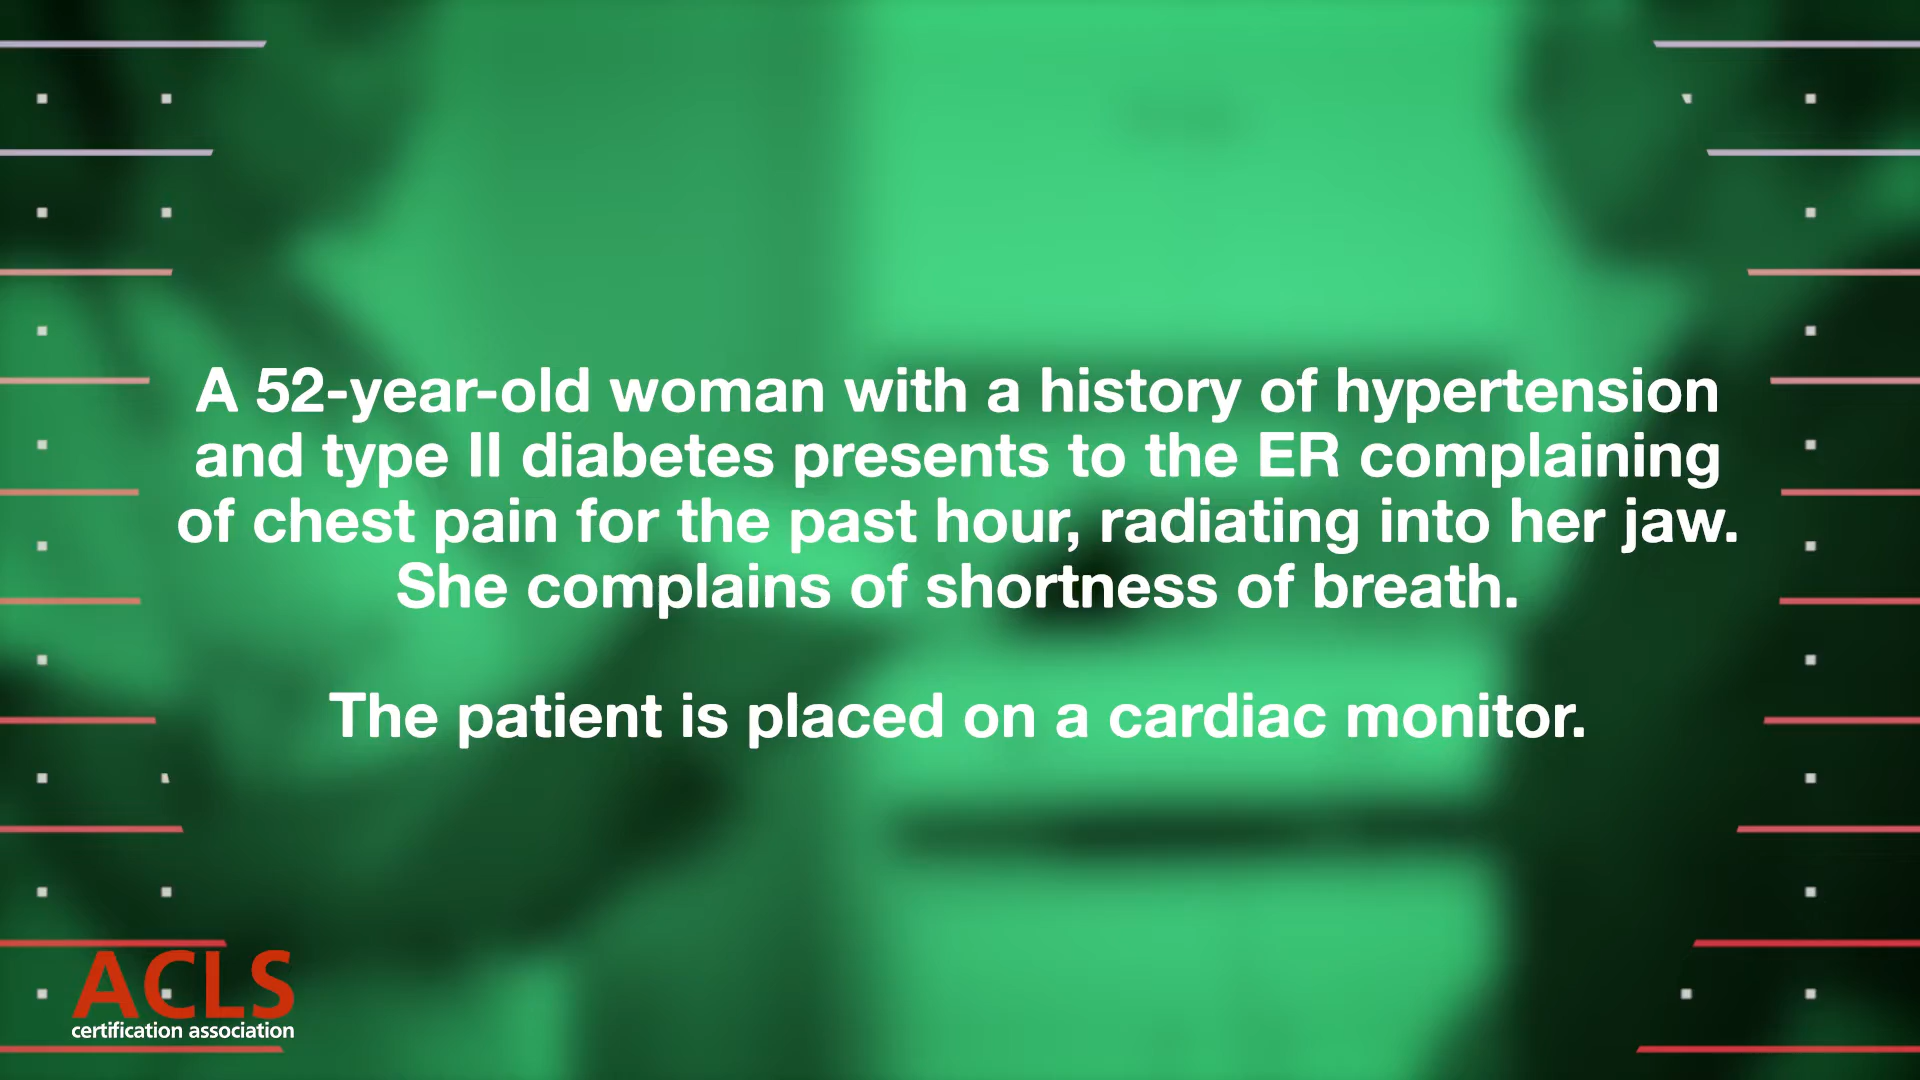 A 52-year-old woman with a history of hypertension
and type II diabetes presents to the ER complaining
of chest pain for the past hour, radiating into her jaw.
She complains of shortness of breath.
The patient is placed on a cardiac monitor.
ACLS
certification association